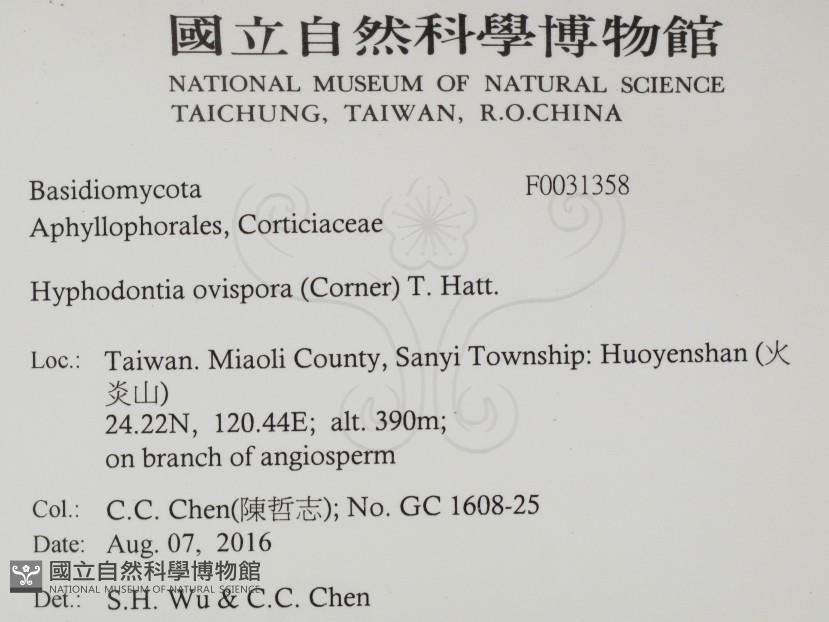 國立自然科學博物館
NATIONAL MUSEUM OF NATURAL SCIENCE
TAICHUNG, TAIWAN, R.O.CHINA
Basidiomycota F0031358
Aphyllophorales, Corticiaceae
Hyphodontia ovispora (Corner) T. Hatt.
Loc.: Taiwan. Miaoli County, Sanyi Township: Huoyenshan (火
炎山)
24.22N, 120.44E; alt. 390m;
on branch of angiosperm
Col.: C.C. Chen(陳哲志); No. GC 1608-25
Date: Aug. 07, 2016
國立自然科學博物館
NATIONAL MUSEUM OF NATURAL SCIENCE
Det.: S.H. Wu & C.C. Chen